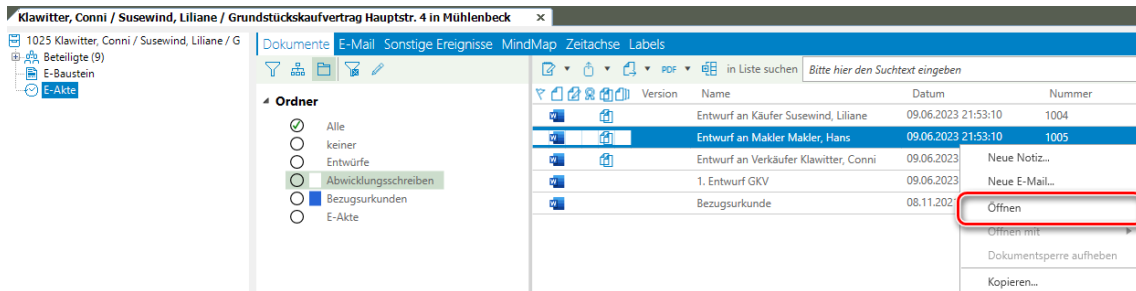 Klawitter, Conni / Susewind, Liliane / Grundstückskaufvertrag Hauptstr. 4 in Mühlenbeck
1025 Klawitter, Conni / Susewind, Liliane / G
Beteiligte (9)
E-Baustein
E-Akte
Dokumente E-Mail Sonstige Ereignisse MindMap Zeitachse Labels
Ordner
Alle
keiner
Entwürfe
Abwicklungsschreiben
Bezugsurkunden
E-Akte
PDF in Liste suchen Bitte hier den Suchtext eingeben
Version Name Datum Nummer
Entwurf an Käufer Susewind, Liliane 09.06.2023 21:53:10 1004
Entwurf an Makler Makler, Hans 09.06.2023 21:53:10 1005
Entwurf an Verkäufer Klawitter, Conni 09.06.2023
1. Entwurf GKV 09.06.2023
Bezugsurkunde 08.11.202
Neue Notiz...
Neue E-Mail...
Öffnen
Öffnen mit
Dokumentsperre aufheben
Kopieren...